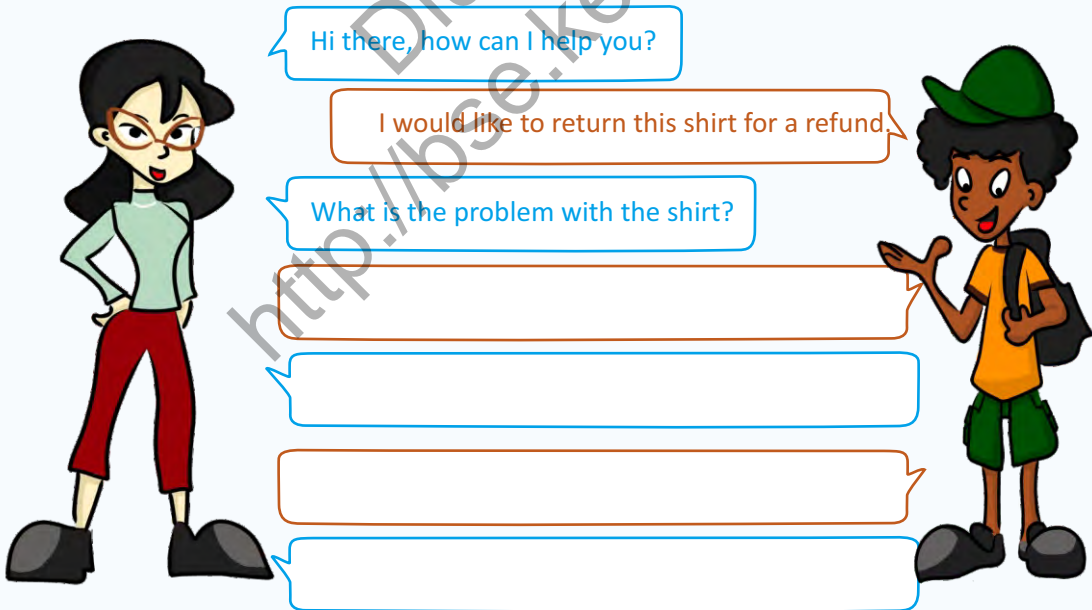 Hi there, how can I help you?
I would like to return this shirt for a refund.
What is the problem with the shirt?
http://bse.ke